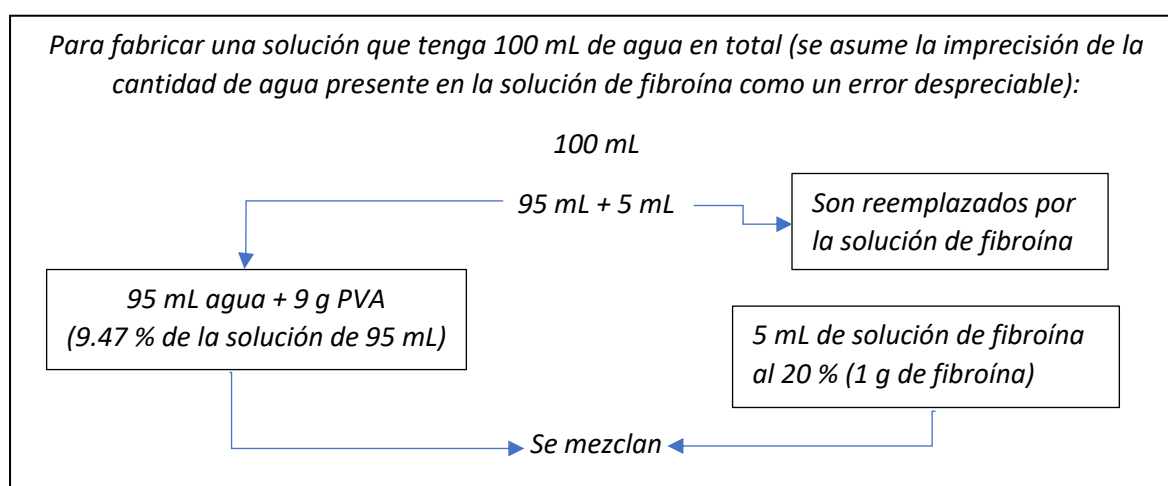 Para fabricar una solución que tenga 100 mL de agua en total (se asume la imprecisión de la
cantidad de agua presente en la solución de fibroína como un error despreciable):
100 mL
95 mL + 5 mL
Son reemplazados por
la solución de fibroína
95 mL agua + 9 g PVA
(9.47 % de la solución de 95 mL)
5 mL de solución de fibroína
al 20 % (1 g de fibroína)
Se mezclan